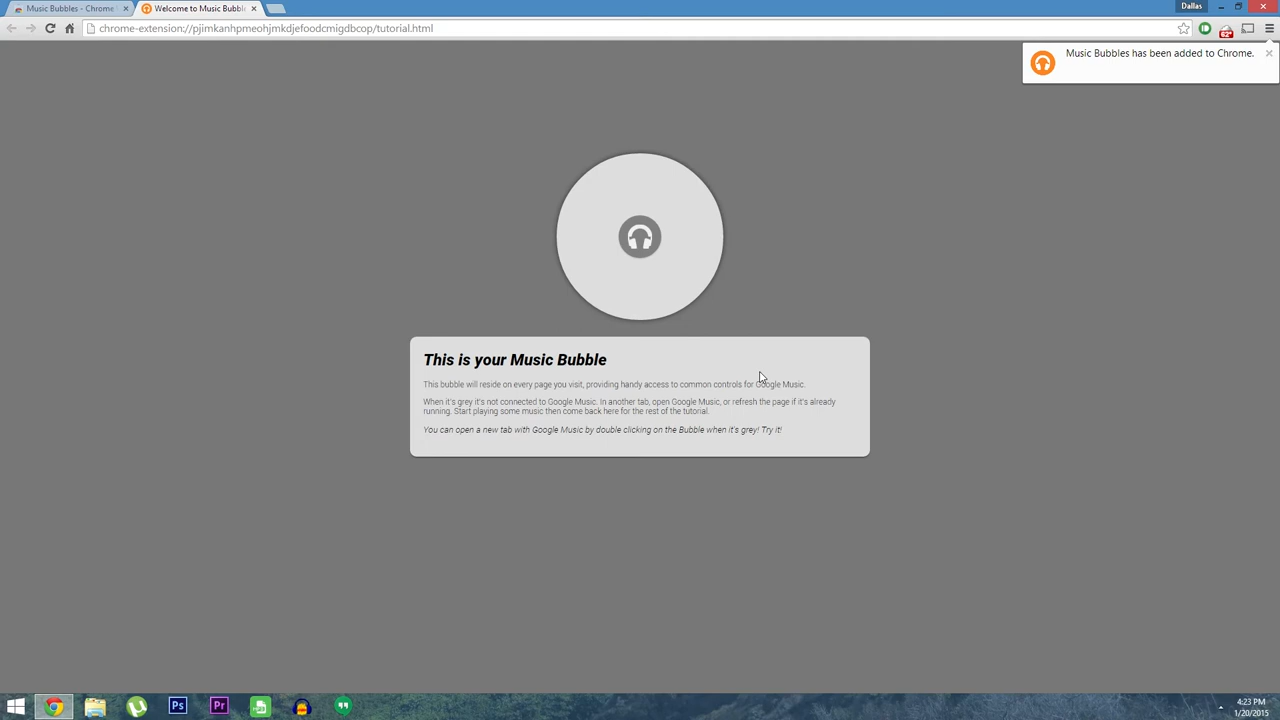 Music Bubbles - Chrome
Welcome to Music Bubbl
Dallas
chrome-extension://pjimkanhpmeohjmkdjefoodcmigdbcop/tutorial.html
62°
Music Bubbles has been added to Chrome.
This is your Music Bubble
This bubble will reside on every page you visit, providing handy access to common controls for Google Music.
When it's grey it's not connected to Google Music. In another tab, open Google Music, or refresh the page if it's already
running. Start playing some music then come back here for the rest of the tutorial.
You can open a new tab with Google Music by double clicking on the Bubble when it's grey! Try it!
Ps
Pr
4:23 PM
1/20/2015